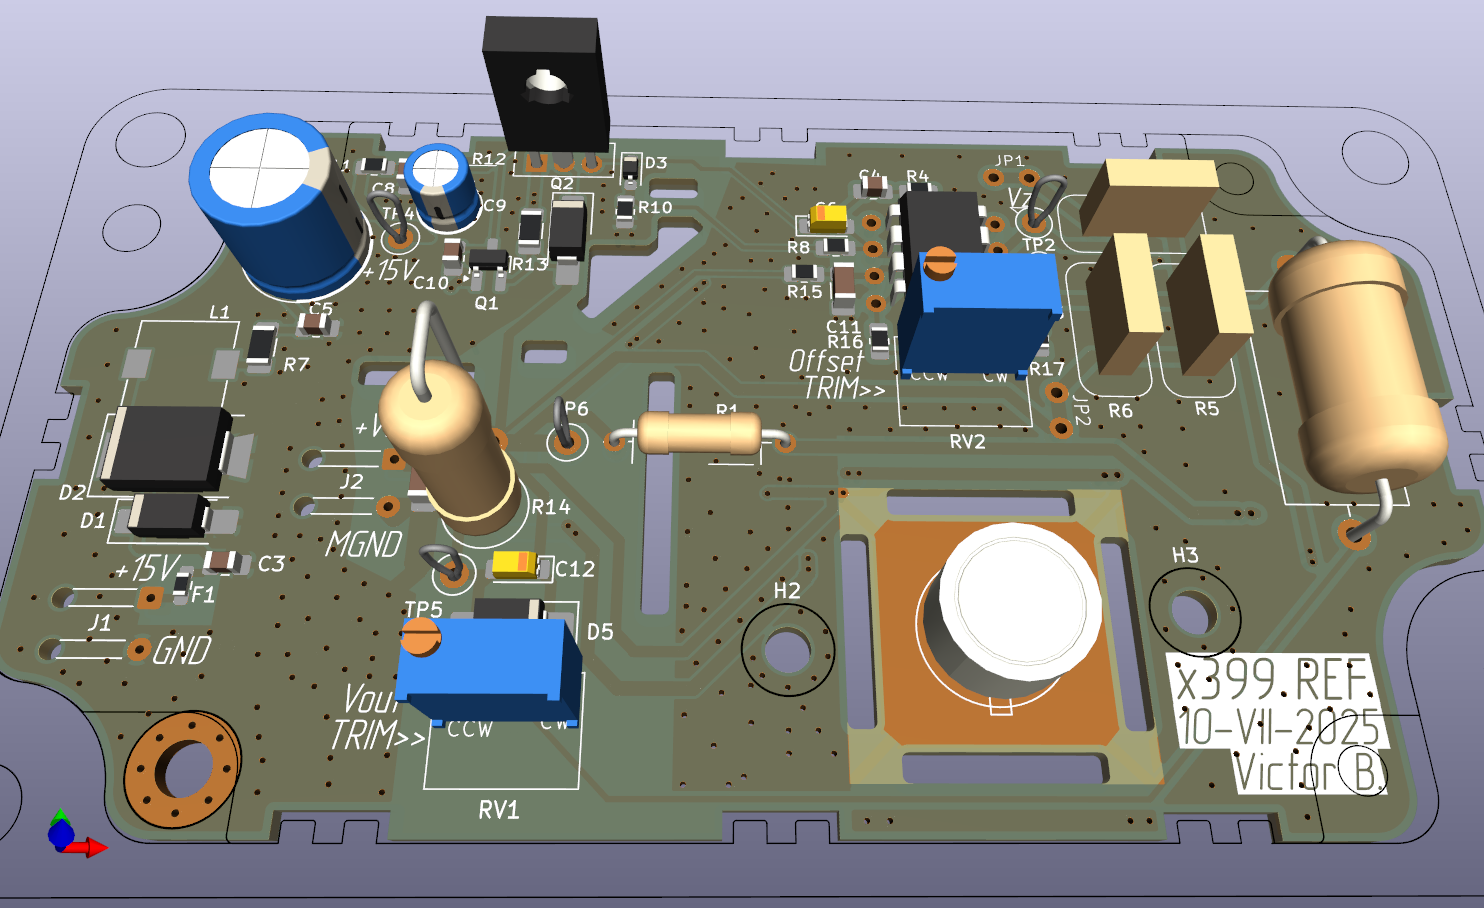 R12
D3
C8
Q2
C9
TP4
R10
+15V
C10
R13
Q1
C4
R4
JP1
R8
TP2
R15
C11
R16
Offset
TRIM>>
CCW
CW
R17
RV2
JP2
R6
R5
L1
C5
R7
D2
D1
J2
MGND
R14
R1
+15V
C3
F1
C12
J1
GND
TP5
D5
TRIM>>
CCW
CW
RV1
H2
H3
x399.REF
10-VII-2025
Victor B.